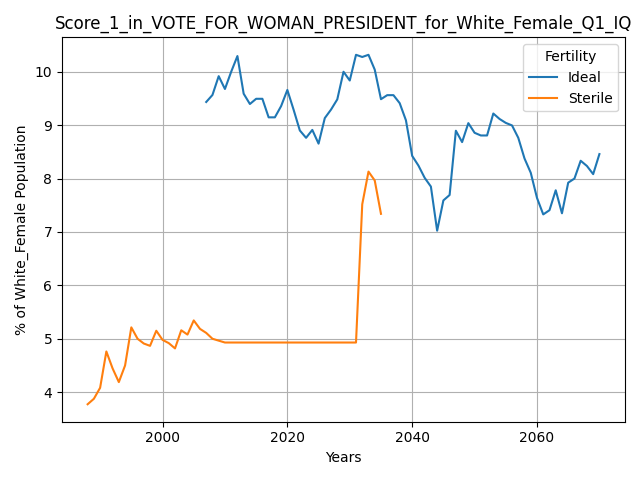 Score_1_in_VOTE_FOR_WOMAN_PRESIDENT_for_White_Female_Q1_IQ
Fertility
Ideal
Sterile
% of White_Female Population
10
9
8
7
6
5
4
2000 2020 2040 2060
Years